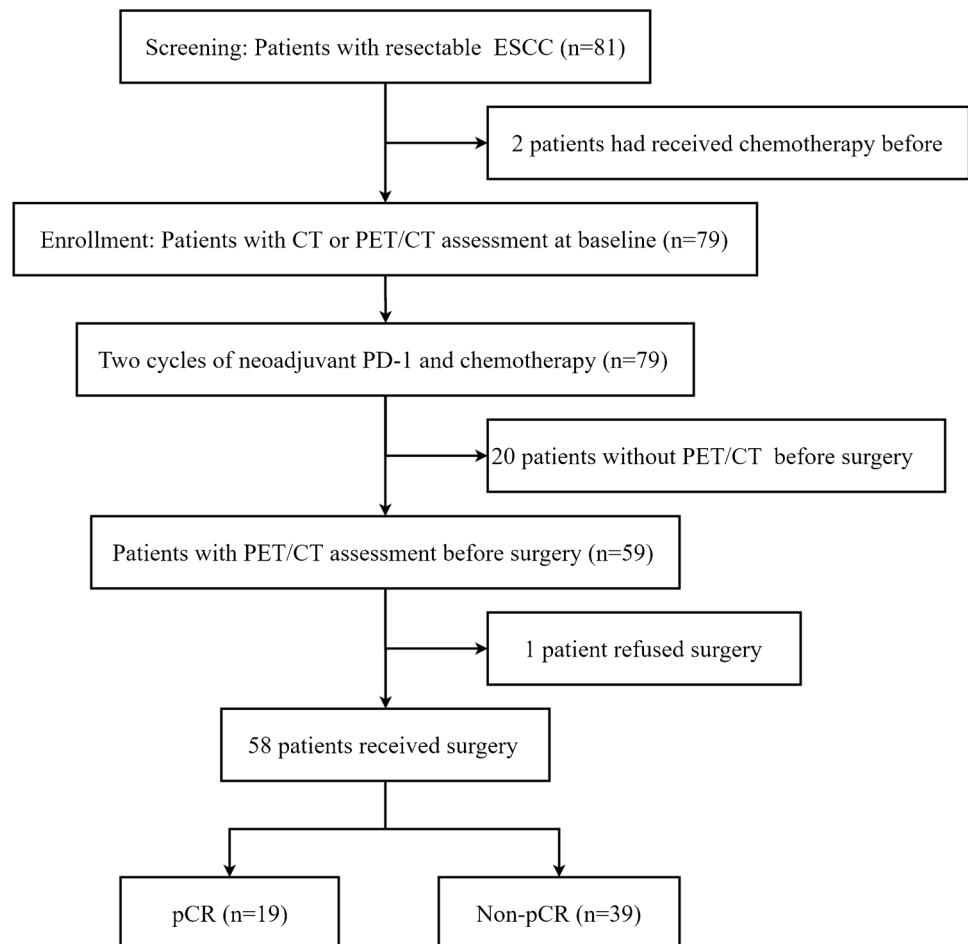 Screening: Patients with resectable ESCC (n=81)
2 patients had received chemotherapy before
Enrollment: Patients with CT or PET/CT assessment at baseline (n=79)
Two cycles of neoadjuvant PD-1 and chemotherapy (n=79)
20 patients without PET/CT before surgery
Patients with PET/CT assessment before surgery (n=59)
1 patient refused surgery
58 patients received surgery
pCR (n=19)
Non-pCR (n=39)